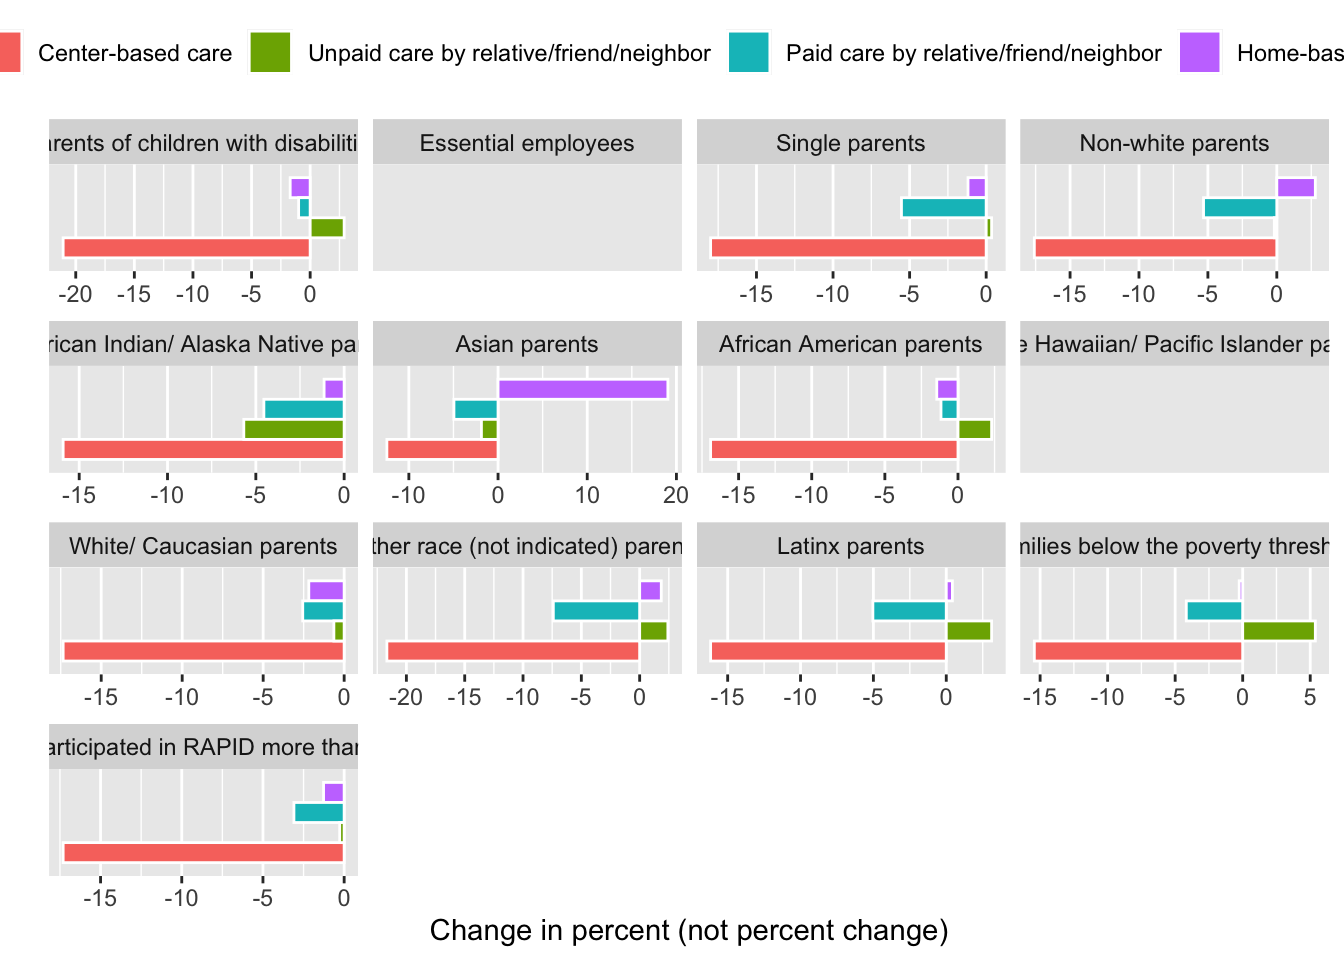 Center-based care Unpaid care by relative/friend/neighbor Paid care by relative/friend/neighbor Home-bas
arents of children with disabiliti Essential employees Single parents Non-white parents
-20 -15 -10 -5 0 -15 -10 -5 0 -15 -10 -5 0
rican Indian/ Alaska Native pa Asian parents African American parents e Hawaiian/ Pacific Islander pa
-15 -10 -5 0 -10 0 10 20 -15 -10 -5 0
White/ Caucasian parents ther race (not indicated) paren Latinx parents milies below the poverty thresh
-15 -10 -5 0 -20 -15 -10 -5 0 -15 -10 -5 0 -15 -10 -5 0 5
articipated in RAPID more than
-15 -10 -5 0
Change in percent (not percent change)